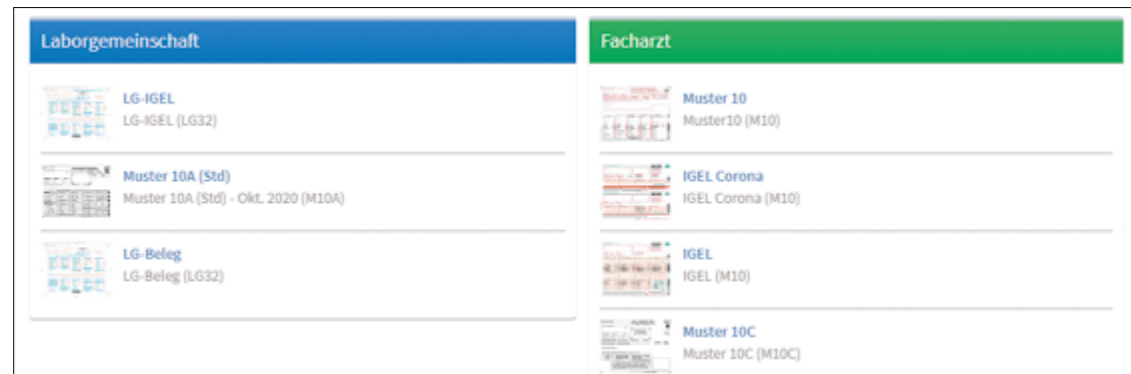 Laborgemeinschaft
LG-IGEL
LG-IGEL (LG32)
Muster 10A (Std)
Muster 10A (Std) - Okt. 2020 (M10A)
LG-Beleg
LG-Beleg (LG32)
Facharzt
Muster 10
Muster10 (M10)
IGEL Corona
IGEL Corona (M10)
IGEL
IGEL (M10)
Muster 10C
Muster 10C (M10C)